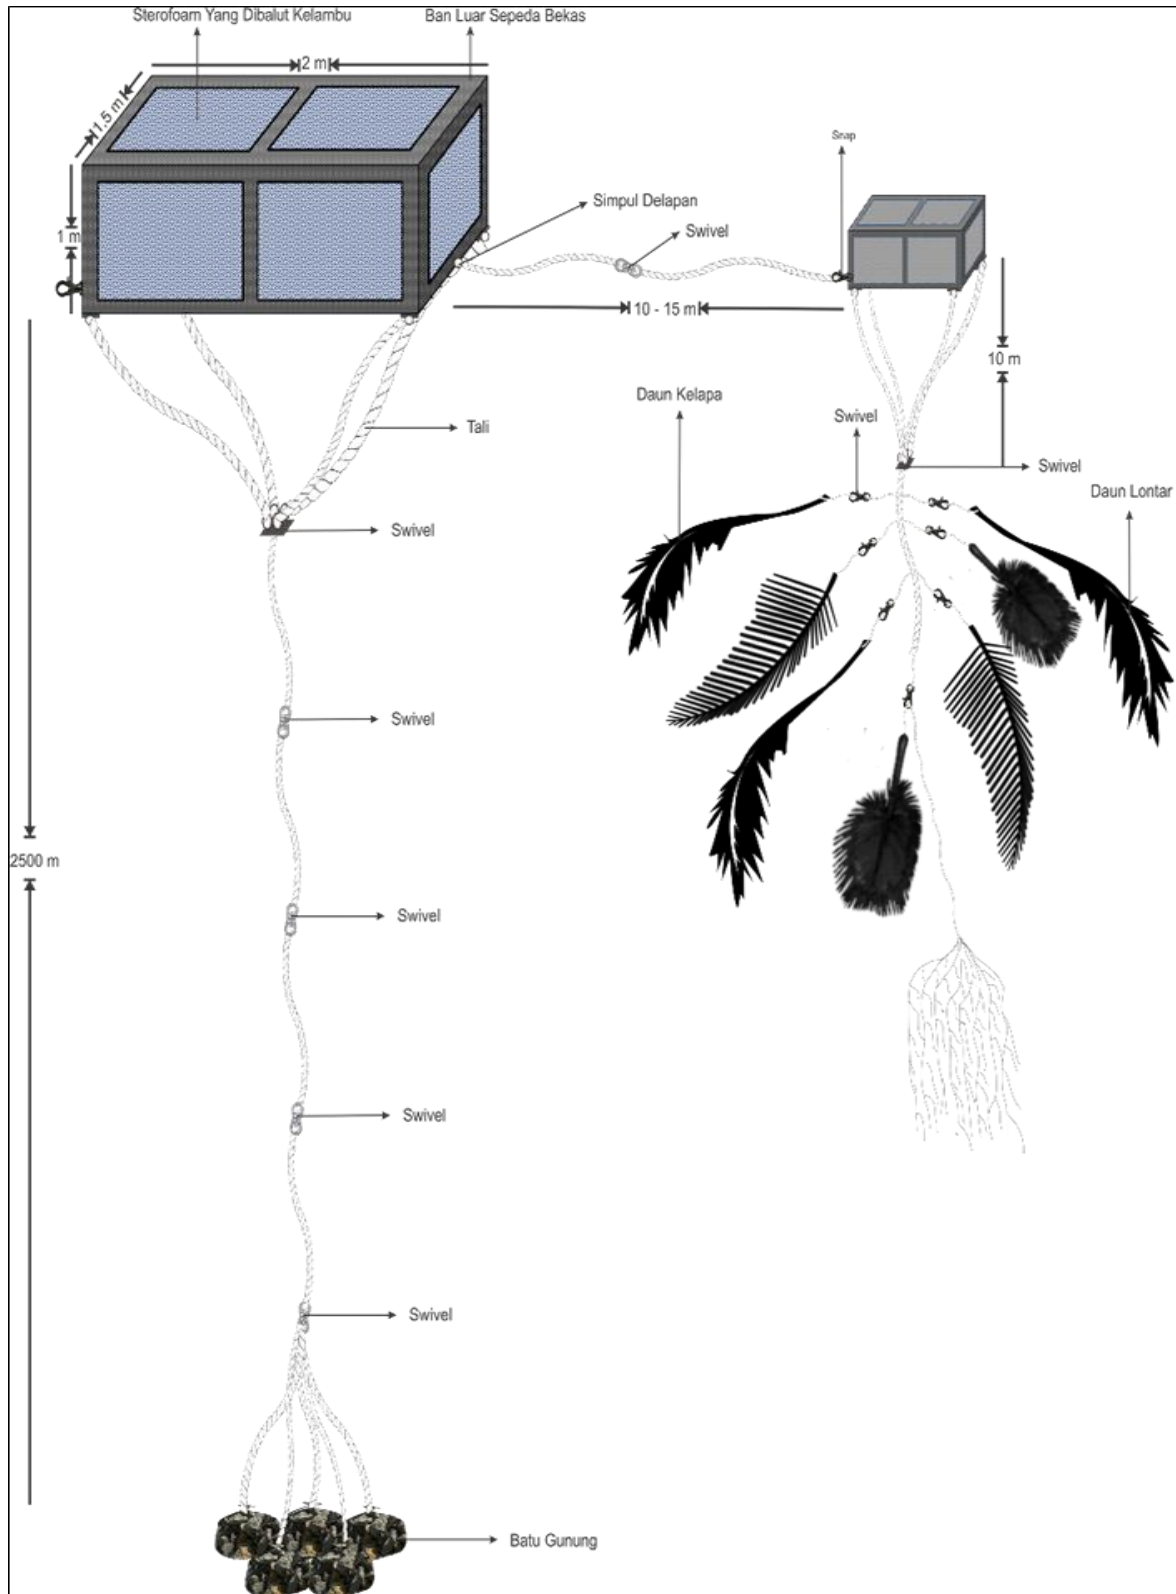 Sterofoam Yang Dibalut Kelambu
Ban Luar Sepeda Bekas
2 m
1,5 m
Snap
Simpul Delapan
Swivel
1 m
10 - 15 m
10 m
Daun Kelapa
Swivel
Tali
Swivel
Daun Lontar
Swivel
Swivel
2500 m
Swivel
Swivel
Swivel
Batu Gunung